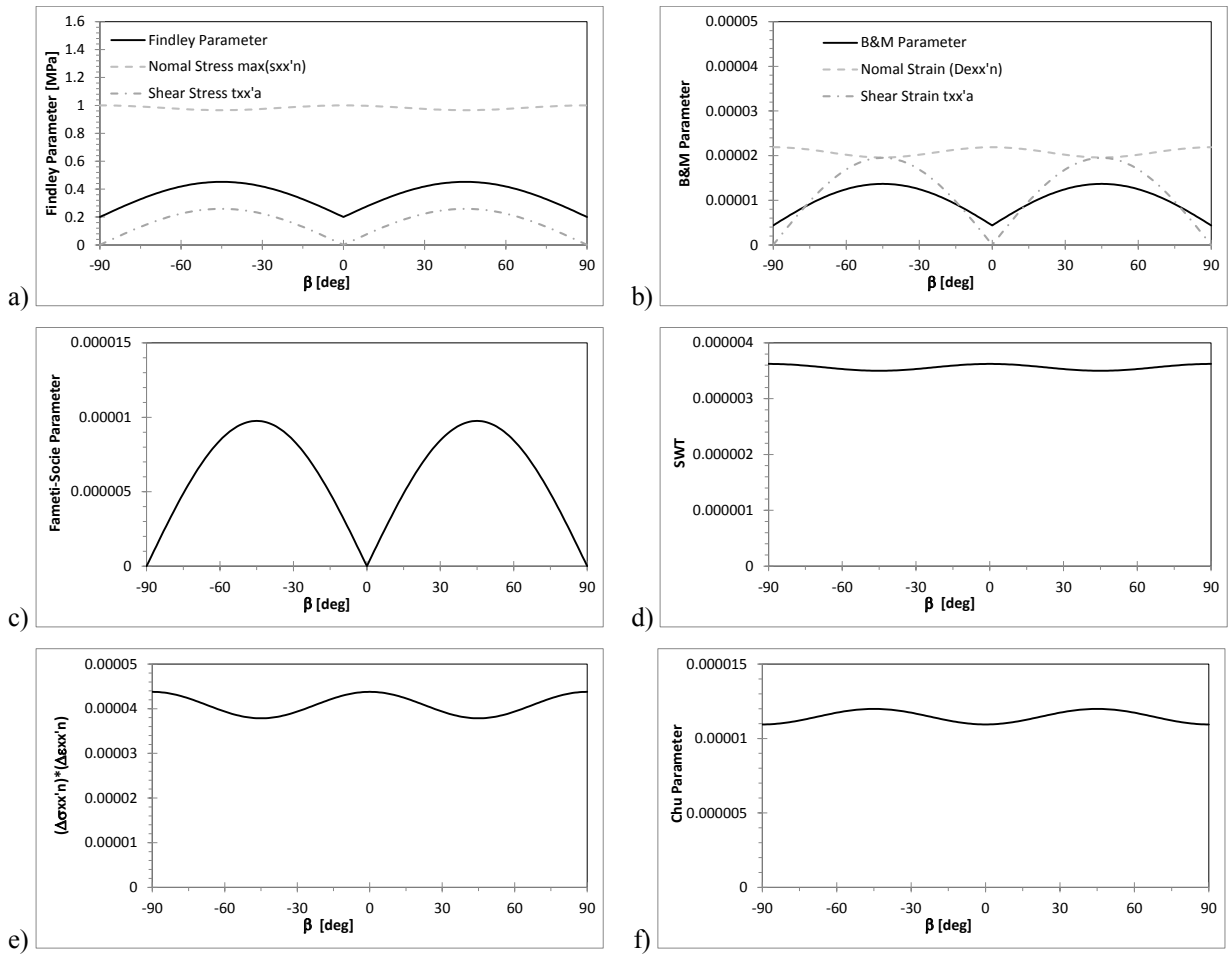 Findley Parameter [MPa]
1.6
1.4
1.2
1
0.8
0.6
0.4
0.2
0
Findley Parameter
Nomal Stress max(sxx'n)
Shear Stress txx'a
-90 -60 -30 0 30 60 90
β [deg]
a)
B&M Parameter
0.00005
0.00004
0.00003
0.00002
0.00001
0
B&M Parameter
Nomal Strain (Dexx'n)
Shear Strain txx'a
-90 -60 -30 0 30 60 90
β [deg]
b)
Fameti-Socie Parameter
0.000015
0.00001
0.000005
0
-90 -60 -30 0 30 60 90
β [deg]
c)
SWT
0.000004
0.000003
0.000002
0.000001
0
-90 -60 -30 0 30 60 90
β [deg]
d)
(Δσxx'n)*(Δεxx'n)
0.00005
0.00004
0.00003
0.00002
0.00001
0
-90 -60 -30 0 30 60 90
β [deg]
e)
Chu Parameter
0.000015
0.00001
0.000005
0
-90 -60 -30 0 30 60 90
β [deg]
f)